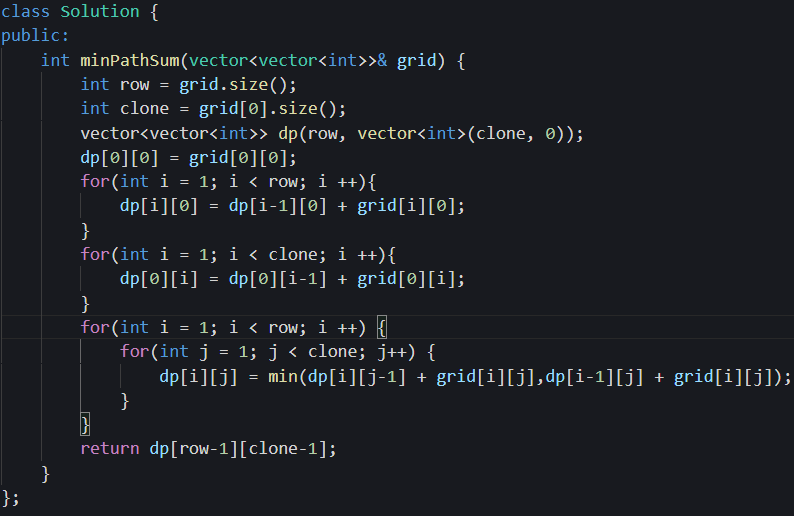 class Solution {
public:
    int minPathSum(vector<vector<int>>& grid) {
        int row = grid.size();
        int clone = grid[0].size();
        vector<vector<int>> dp(row, vector<int>(clone, 0));
        dp[0][0] = grid[0][0];
        for(int i = 1; i < row; i ++){
            dp[i][0] = dp[i-1][0] + grid[i][0];
        }
        for(int i = 1; i < clone; i ++){
            dp[0][i] = dp[0][i-1] + grid[0][i];
        }
        for(int i = 1; i < row; i ++) {
            for(int j = 1; j < clone; j++) {
                dp[i][j] = min(dp[i][j-1] + grid[i][j],dp[i-1][j] + grid[i][j]);
            }
        }
        return dp[row-1][clone-1];
    }
};